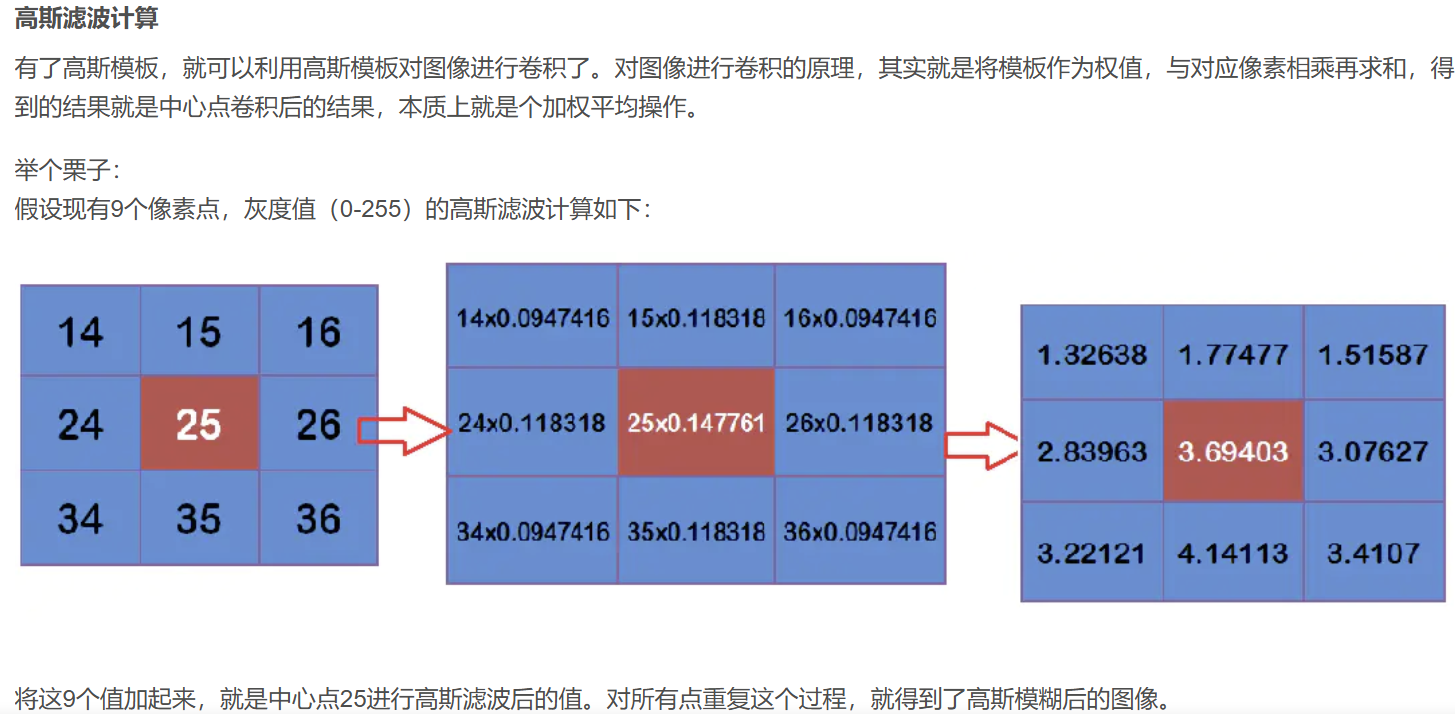 高斯滤波计算
有了高斯模板，就可以利用高斯模板对图像进行卷积了。对图像进行卷积的原理，其实就是将模板作为权值，与对应像素相乘再求和，得
到的结果就是中心点卷积后的结果，本质上就是个加权平均操作。
举个栗子：
假设现有9个像素点，灰度值（0-255）的高斯滤波计算如下：
14 15 16
24 25 26
34 35 36
14x0.0947416 15x0.118318 16x0.0947416
24x0.118318 25x0.147761 26x0.118318
34x0.0947416 35x0.118318 36x0.0947416
1.32638 1.77477 1.51587
2.83963 3.69403 3.07627
3.22121 4.14113 3.4107
将这9个值加起来，就是中心点25进行高斯滤波后的值。对所有点重复这个过程，就得到了高斯模糊后的图像。